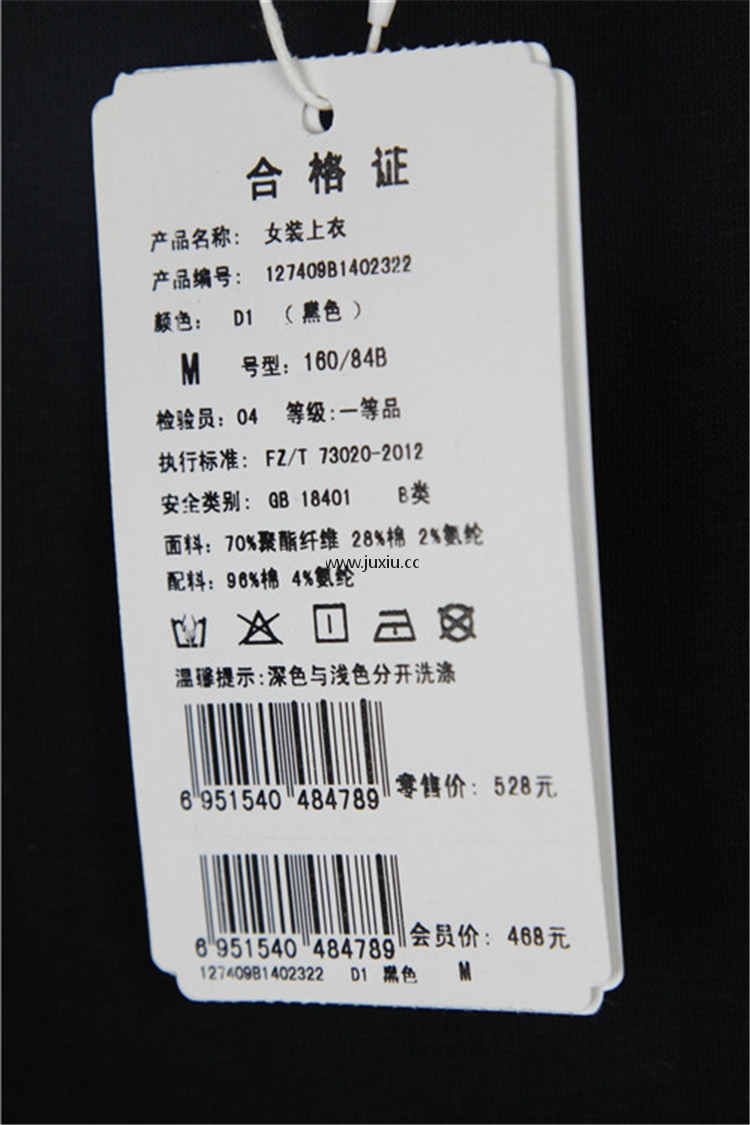 合格证
产品名称: 女装上衣
产品编号: 127409B1402322
颜色: D1 (黑色)
M 号型: 160/84B
检验员: 04 等级:一等品
执行标准: FZ/T 73020-2012
安全类别: GB 18401 B类
面料: 70%聚酯纤维 28%棉 2%氨纶
www.juxiu.cc
配料: 96%棉 4%氨纶
温馨提示:深色与浅色分开洗涤
6 951540 484789 零售价: 528元
6 951540 484789 会员价: 468元
127409B1402322 D1 黑色 M